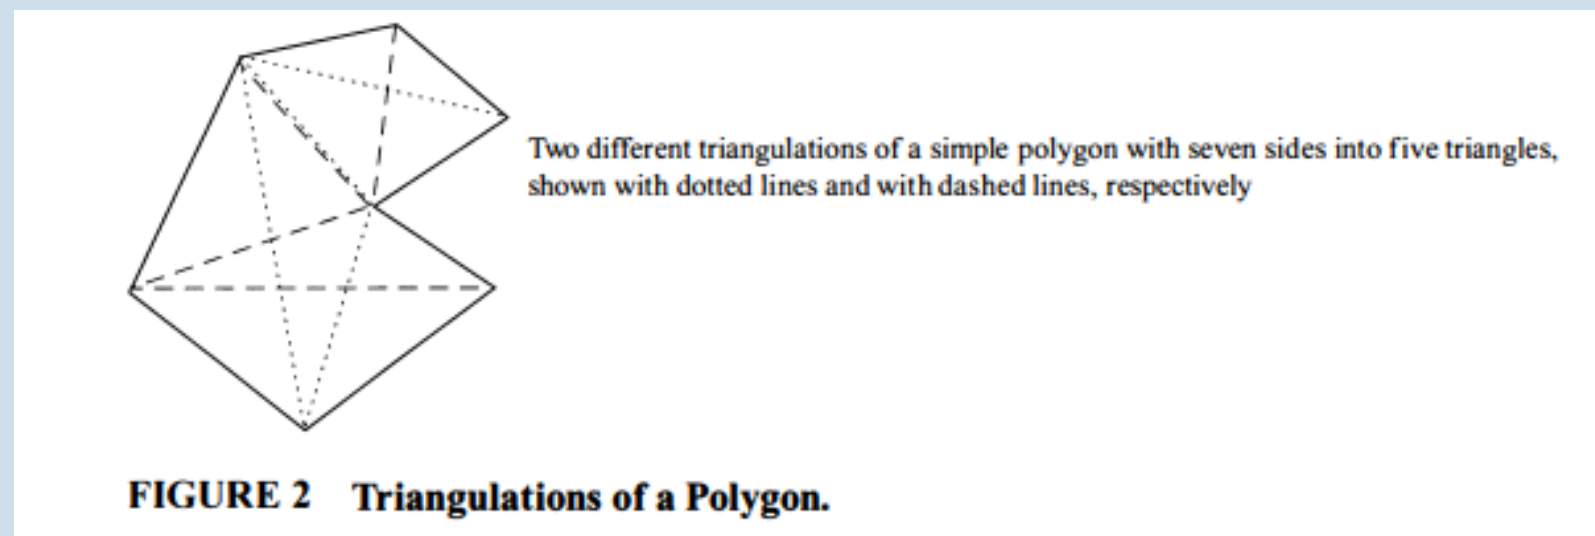 Two different triangulations of a simple polygon with seven sides into five triangles,
shown with dotted lines and with dashed lines, respectively
FIGURE 2 Triangulations of a Polygon.